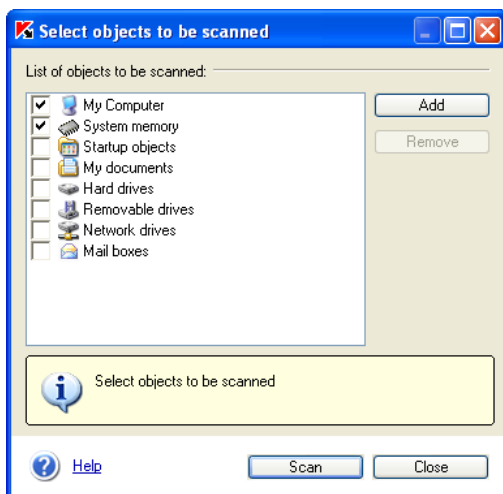 Select objects to be scanned
List of objects to be scanned:
My Computer
Add
System memory
Remove
Startup objects
My documents
Hard drives
Removable drives
Network drives
Mail boxes
Select objects to be scanned
Help
Scan
Close